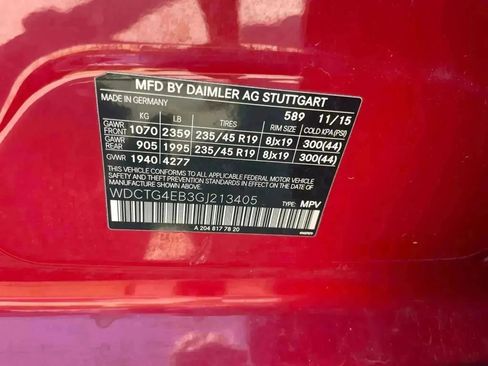 MFD BY DAIMLER AG STUTTGART
MADE IN GERMANY
589 11/15
KG LB TIRES RIM SIZE COLD KPA (PSI)
GAWR FRONT 1070 2359 235/45 R19 8Jx19 300(44)
GAWR REAR 905 1995 235/45 R19 8Jx19 300(44)
GVWR 1940 4277
THIS VEHICLE CONFORMS TO ALL APPLICABLE FEDERAL MOTOR VEHICLE
SAFETY BUMPER AND THEFT PREVENTION STANDARDS IN EFFECT
ON THE DATE OF MANUFACTURE SHOWN ABOVE
WDCTG4EB3GJ213405 TYPE: MPV
A 204 817 78 20